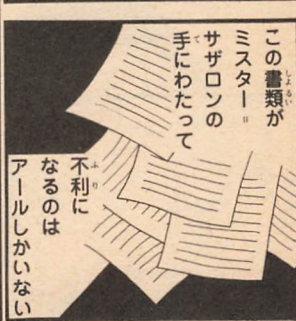 この書類が
ミスター＝
サザロンの
手にわたって
不利に
なるのは
アールしかいない